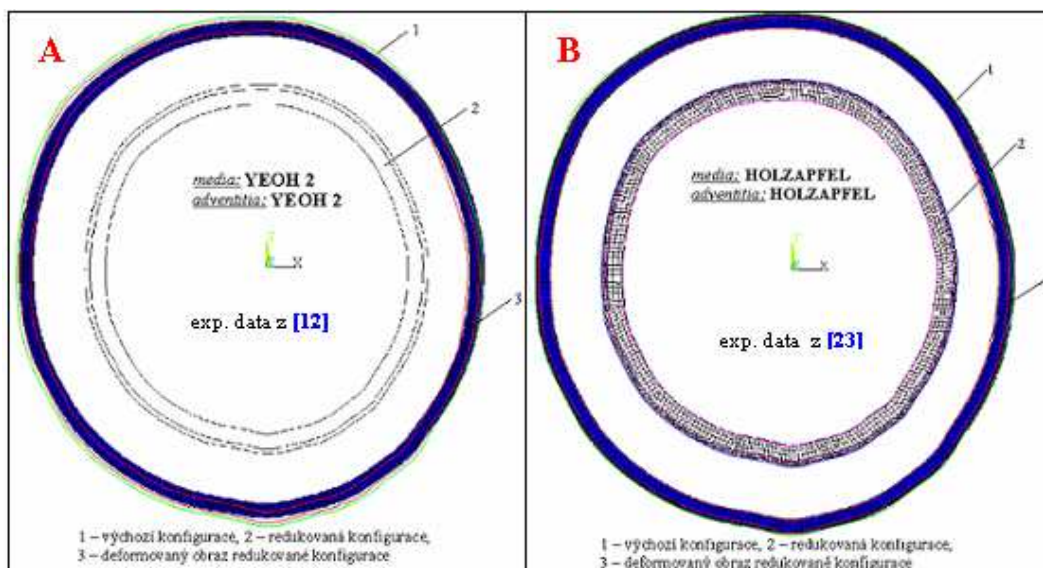 A
1
2
media: YEOH 2
adventitia: YEOH 2
X
exp. data z [12]
3
1 – výchozí konfigurace, 2 – redukovaná konfigurace,
3 – deformovaný obraz redukované konfigurace
B
1
2
media: HOLZAPFEL
adventitia: HOLZAPFEL
X
exp. data z [23]
1 – výchozí konfigurace, 2 – redukovaná konfigurace,
3 – deformovaný obraz redukované konfigurace